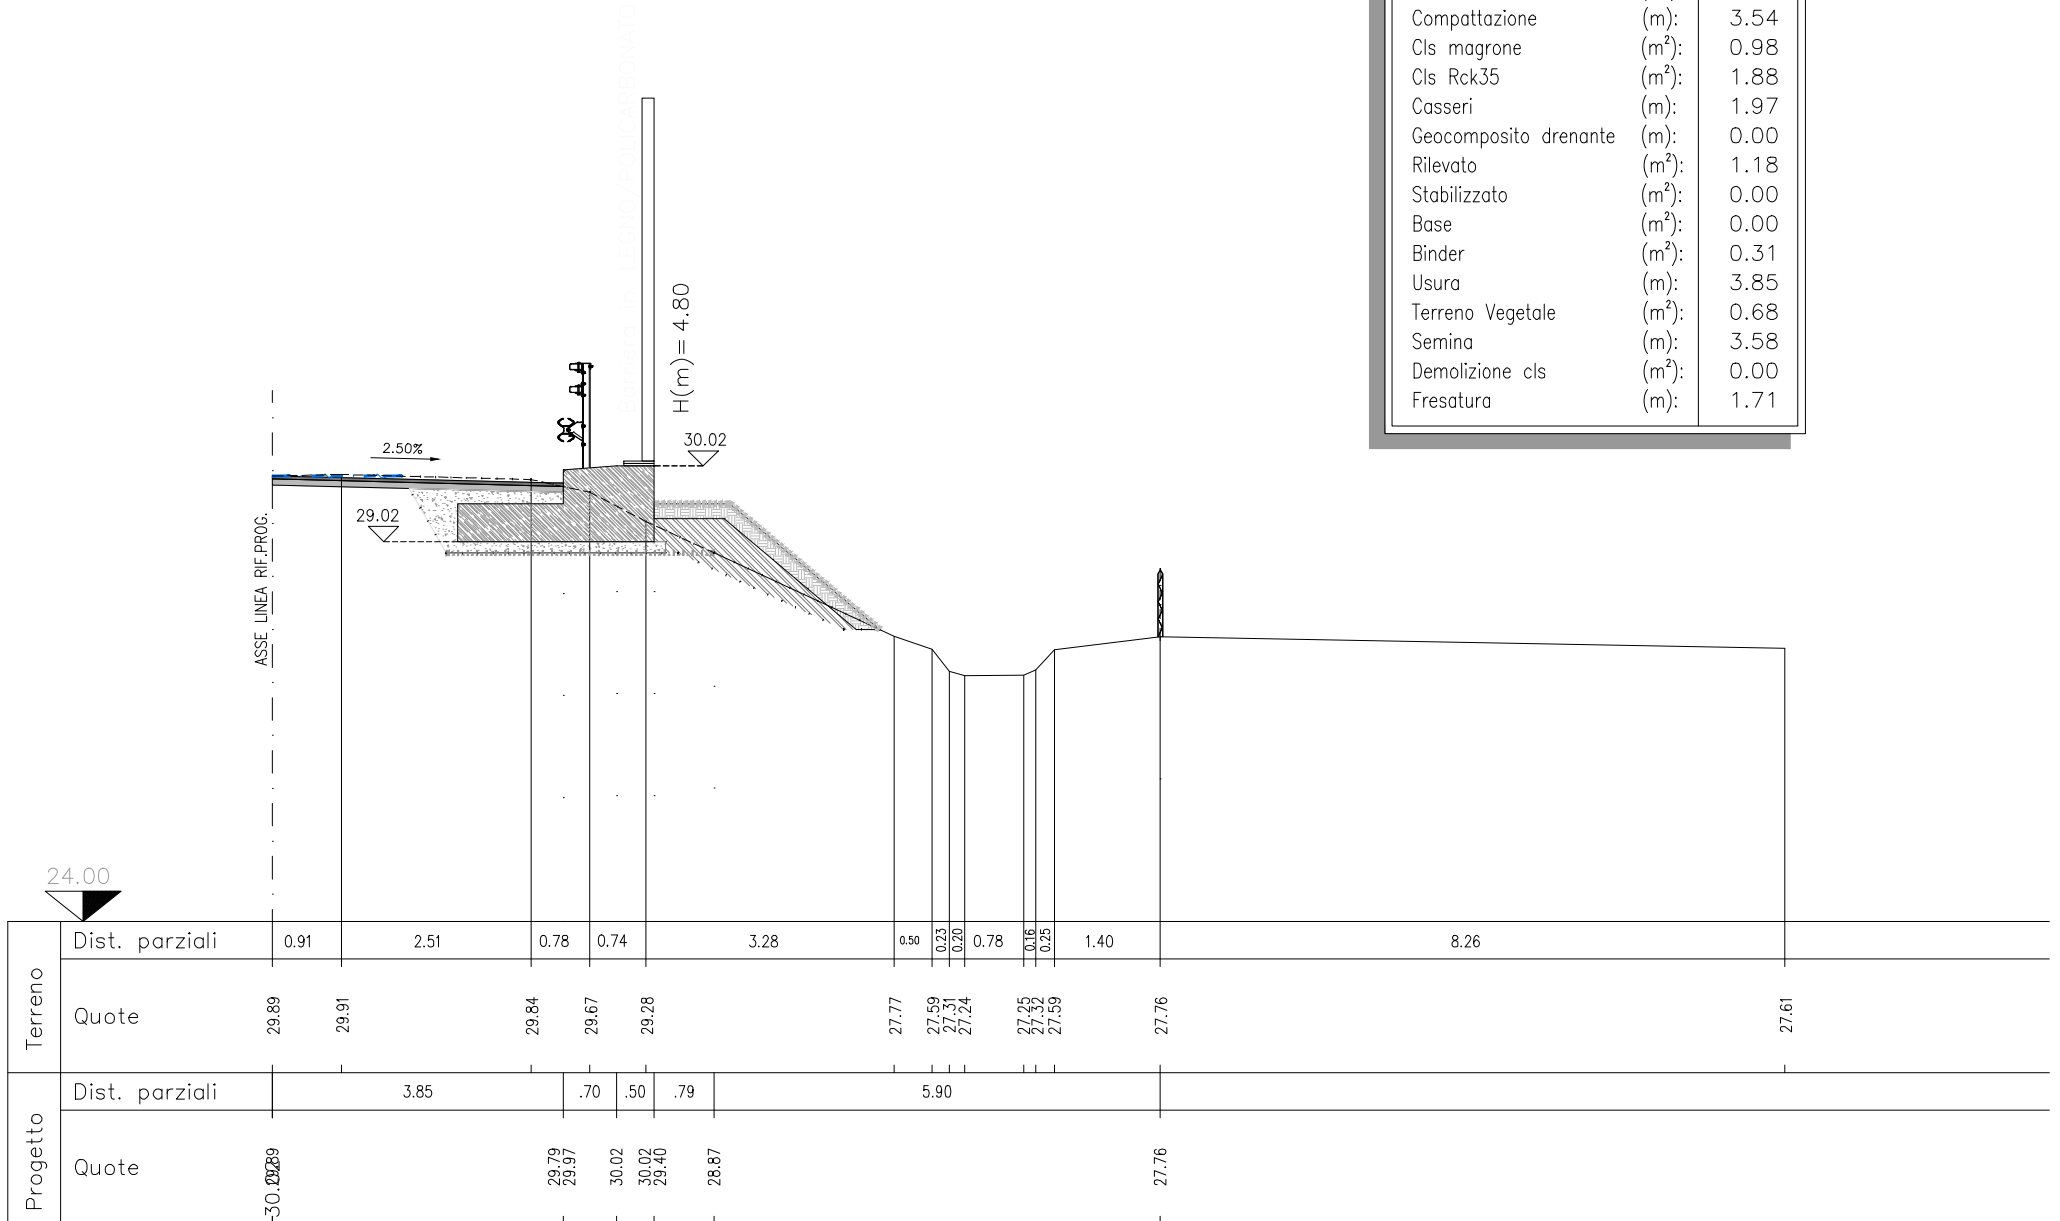 Compattazione (m): 3.54
Cls magrone (m²): 0.98
Cls Rck35 (m²): 1.88
Casseri (m): 1.97
Geocomposito drenante (m): 0.00
Rilevato (m²): 1.18
Stabilizzato (m²): 0.00
Base (m²): 0.00
Binder (m²): 0.31
Usura (m): 3.85
Terreno Vegetale (m²): 0.68
Semina (m): 3.58
Demolizione cls (m²): 0.00
Fresatura (m): 1.71
H(m)= 4.80
30.02
2.50%
29.02
ASSE LINEA RIF.PROG.
24.00
Terreno
Dist. parziali 0.91 2.51 0.78 0.74 3.28 0.50 0.23 0.20 0.78 0.16 0.25 1.40 8.26
Quote 29.89 29.91 29.84 29.67 29.28 27.77 27.59 27.31 27.24 27.25 27.32 27.59 27.76 27.61
Progetto
Dist. parziali 3.85 .70 .50 .79 5.90
Quote 29.79 29.97 30.02 30.02 29.40 28.87 27.76